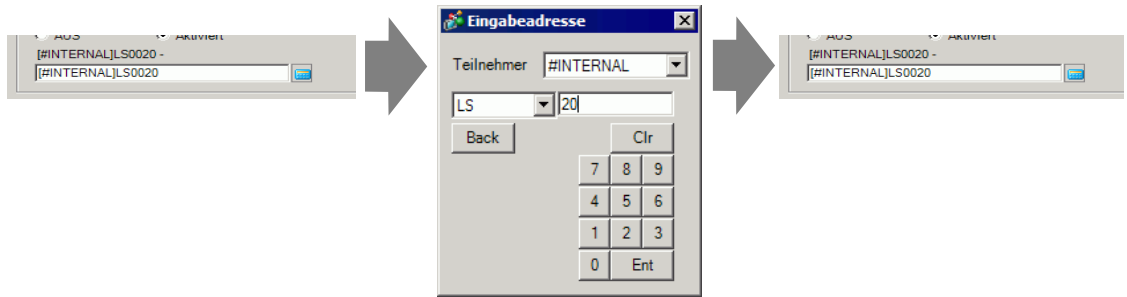 AUS Aktiviert
[#INTERNAL]LS0020 -
[#INTERNAL]LS0020
Eingabeadresse
Teilnehmer #INTERNAL
LS 20
Back Clr
7 8 9
4 5 6
1 2 3
0 Ent
AUS Aktiviert
[#INTERNAL]LS0020 -
[#INTERNAL]LS0020